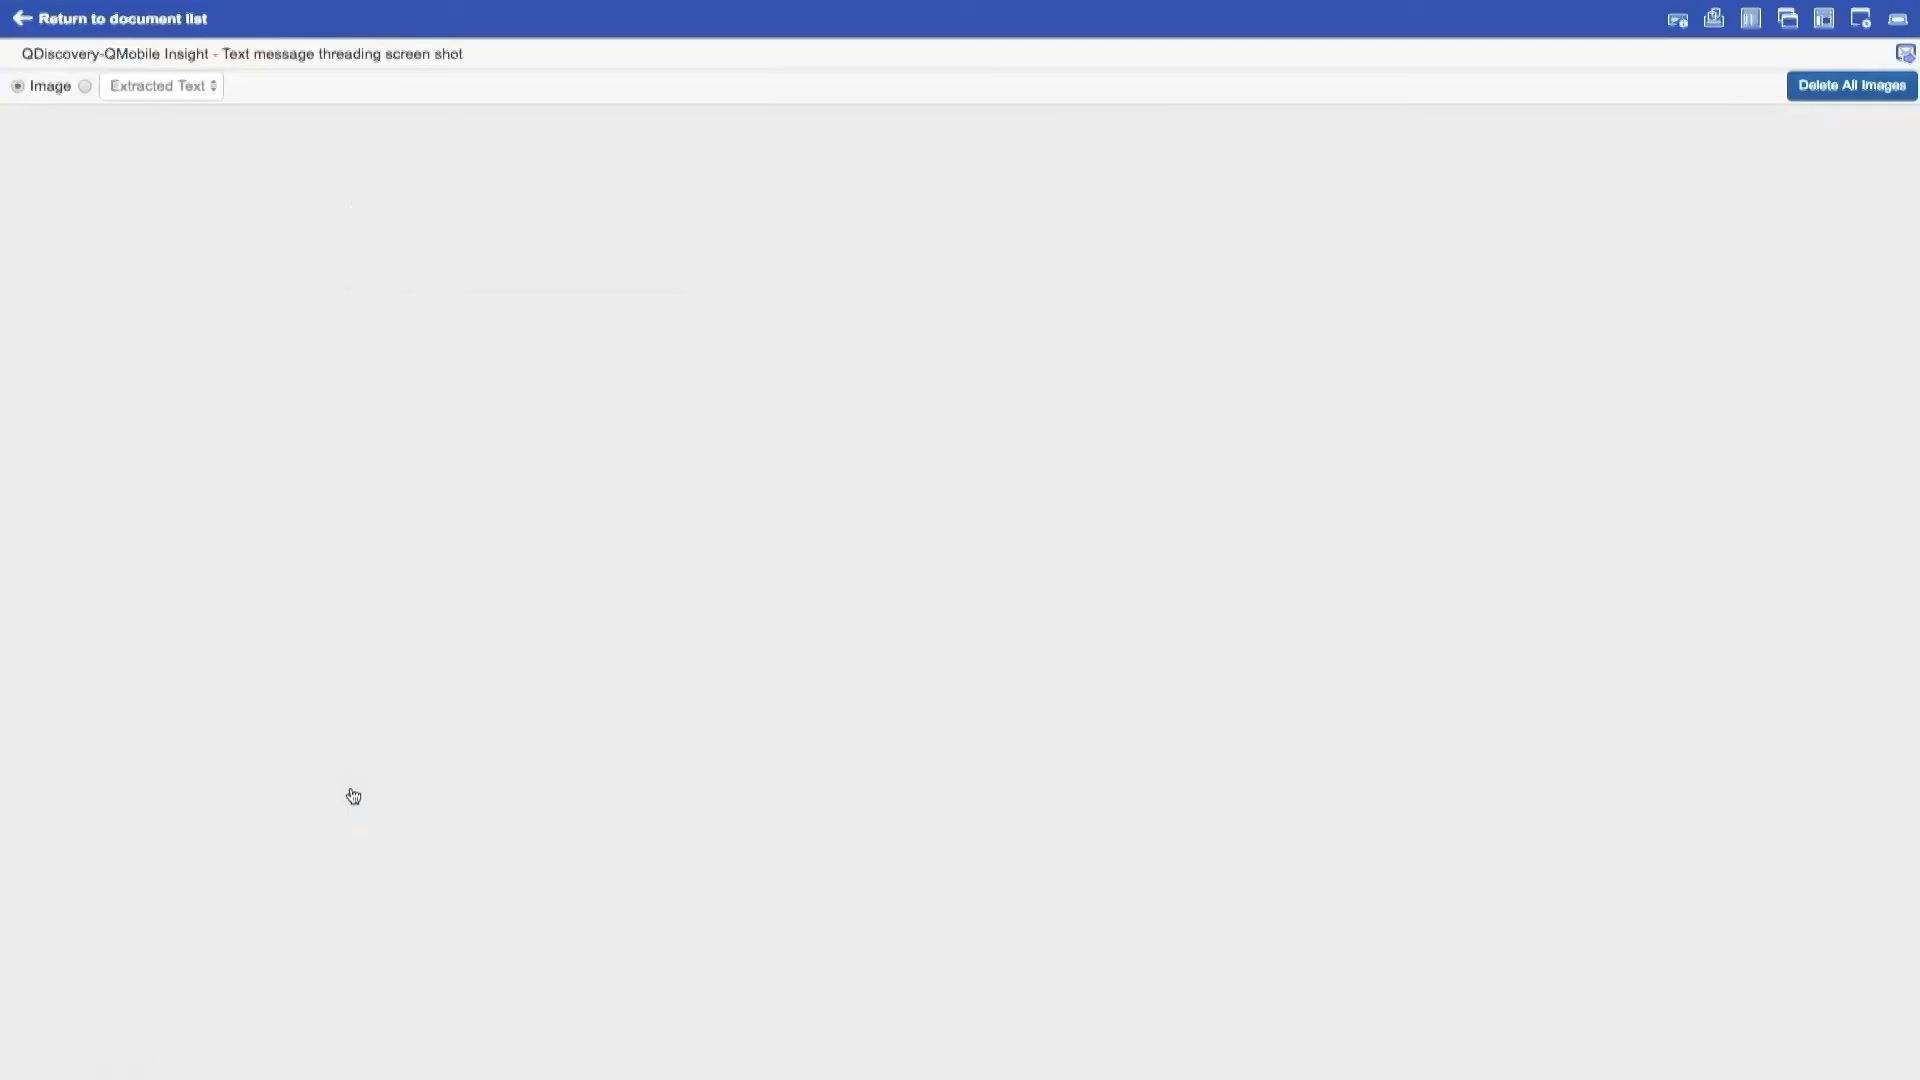 Return to document list
QDiscovery-QMobile Insight - Text message threading screen shot
Image Extracted Text Delete All Images